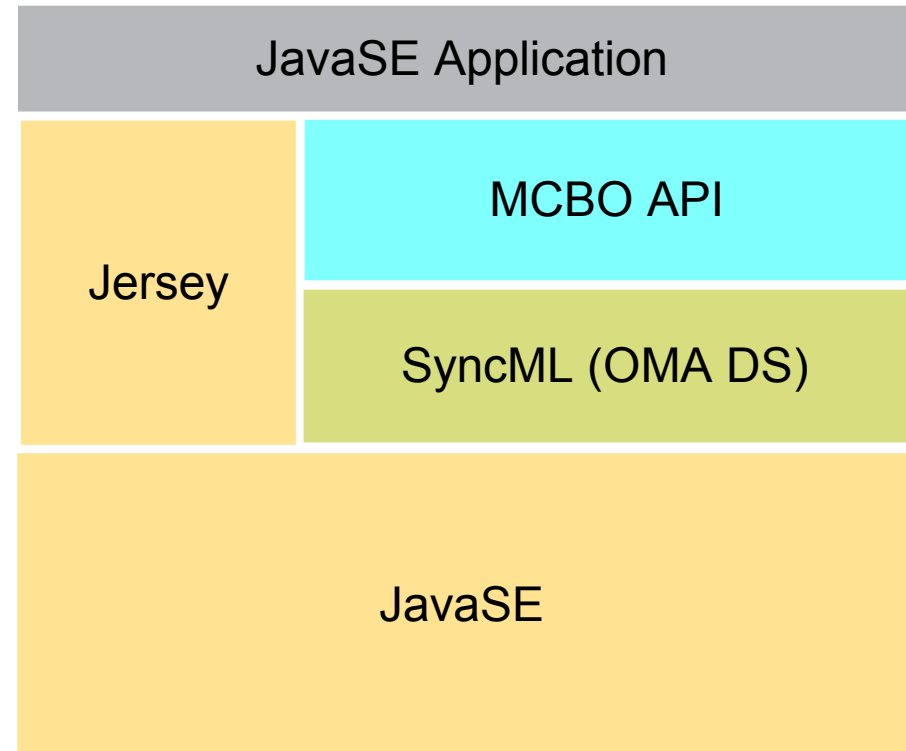 JavaSE Application
MCBO API
Jersey
SyncML (OMA DS)
JavaSE